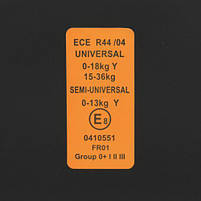 ECE R44 /04
UNIVERSAL
0-18kg Y
15-36kg
SEMI-UNIVERSAL
0-13kg Y
E8
0410551
FR01
Group 0+ I II III